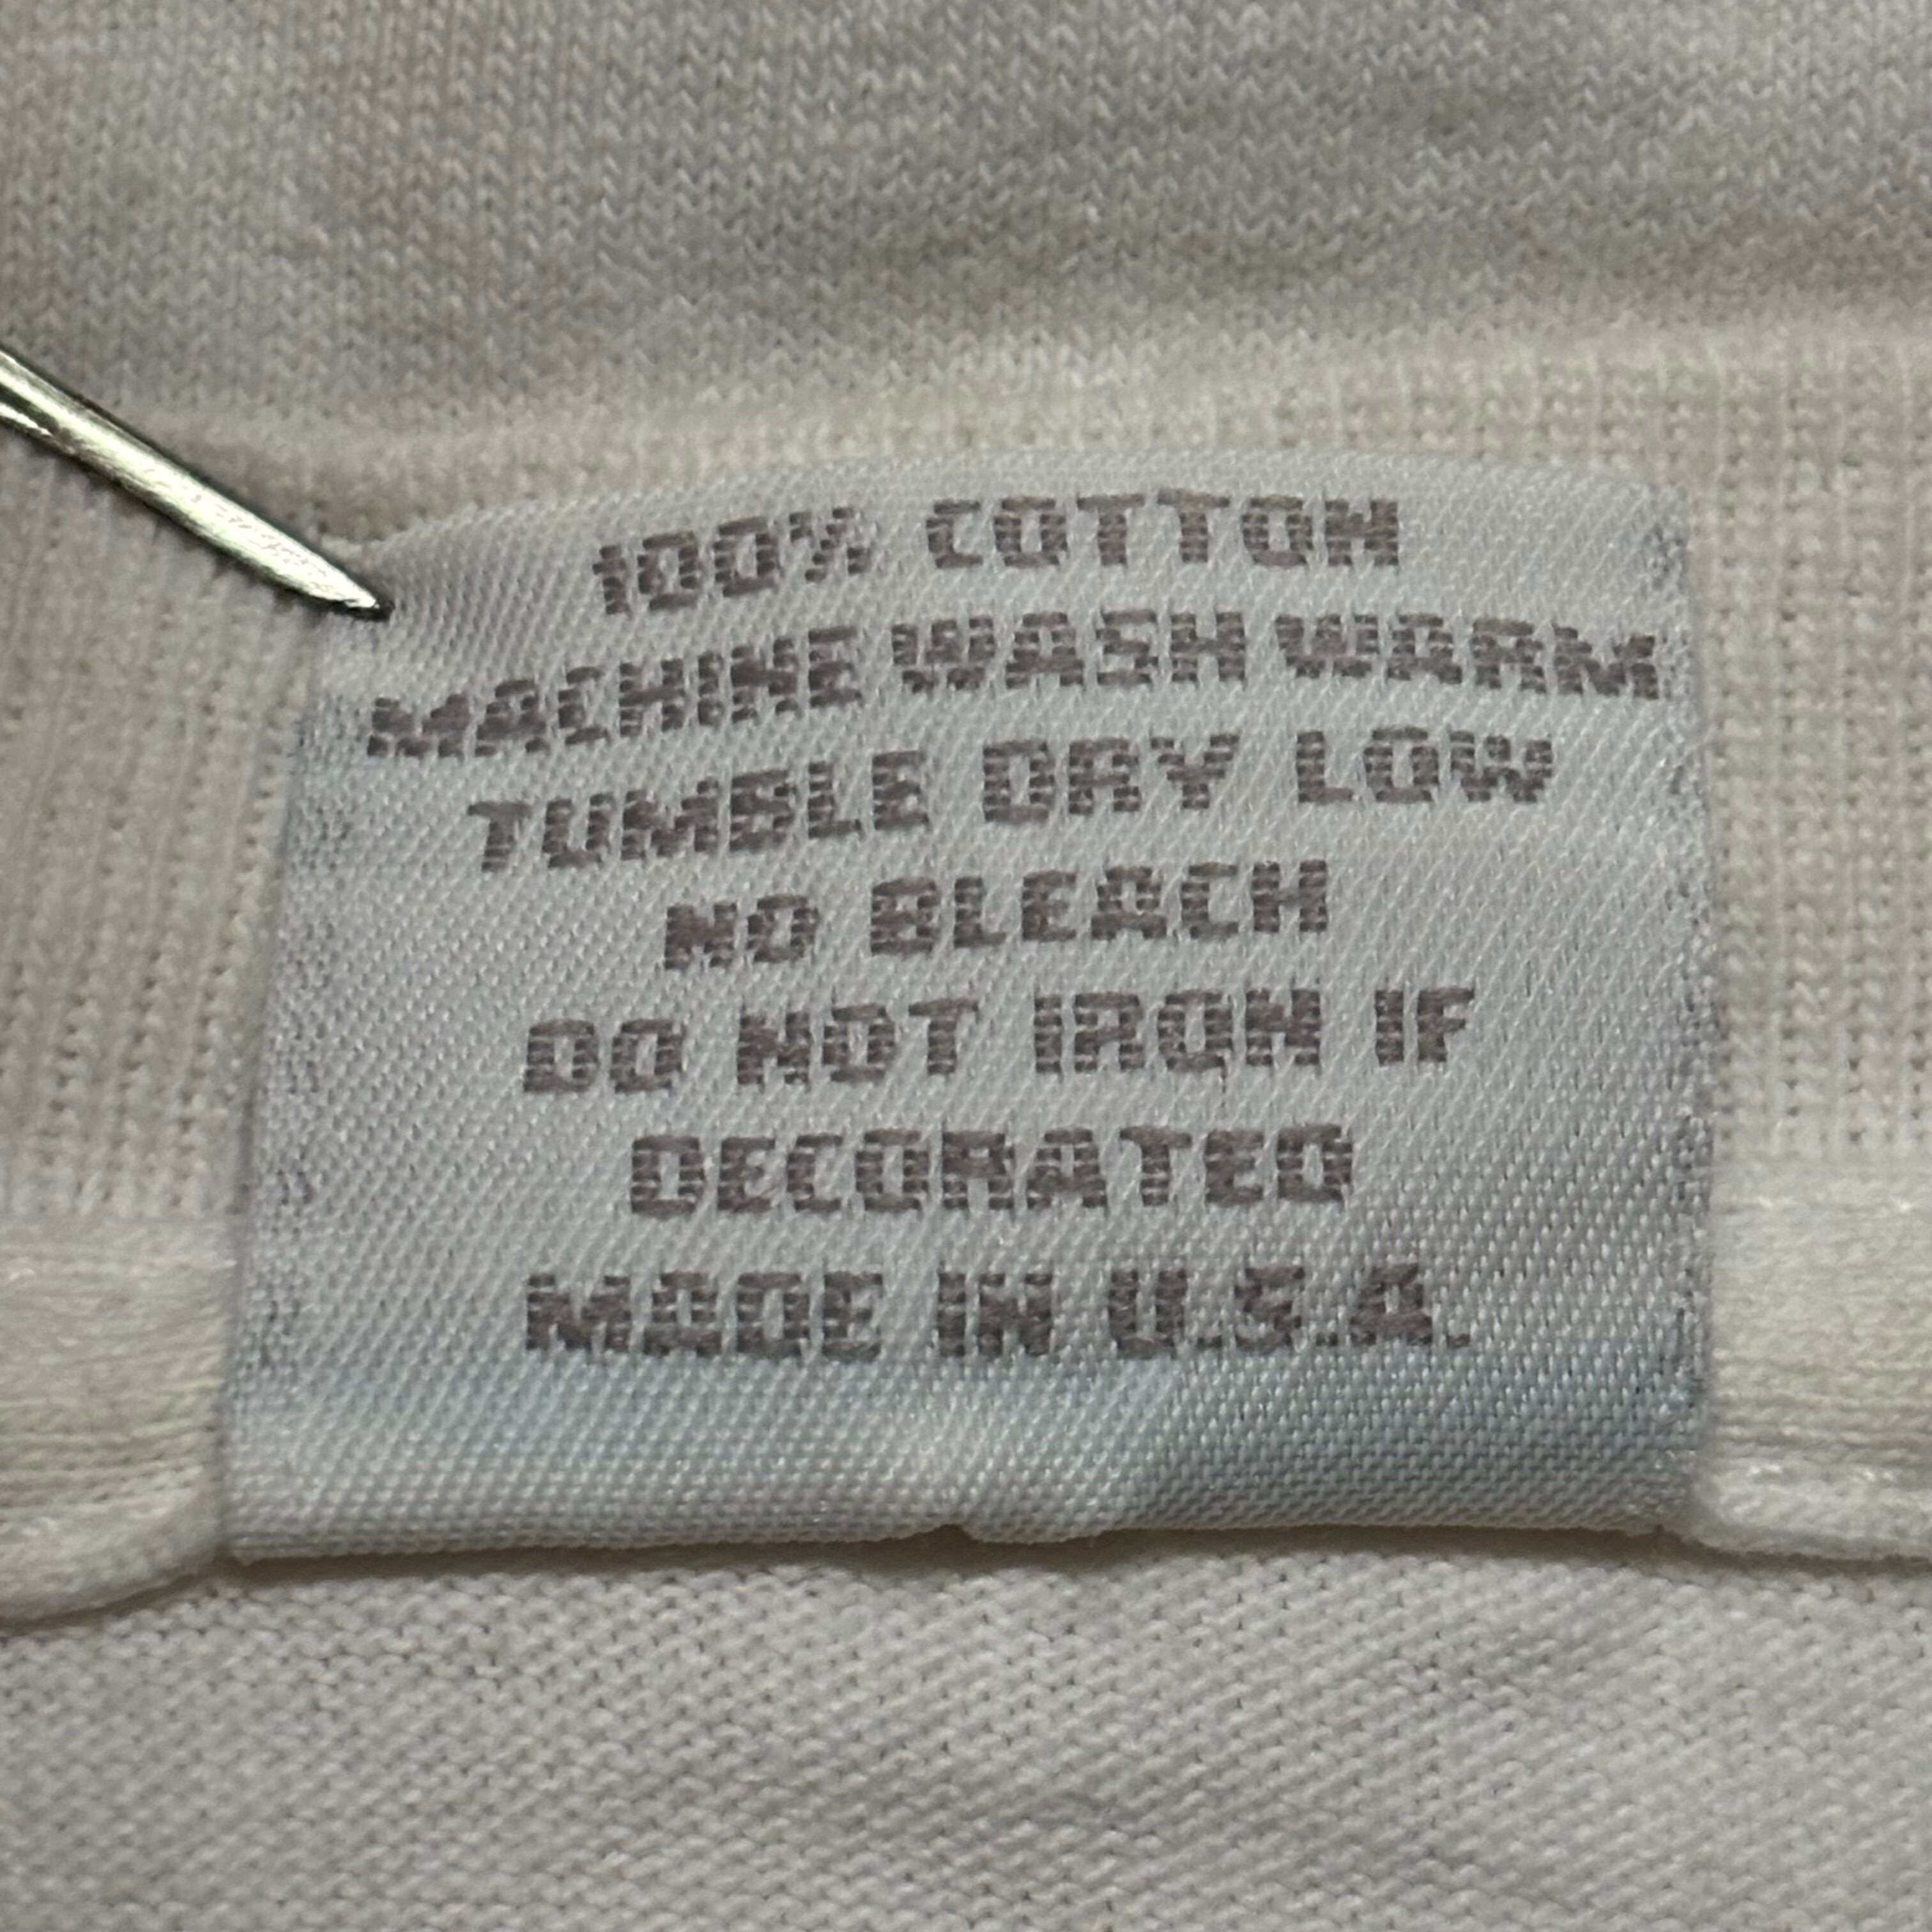 100% COTTON
MACHINE WASH WARM
TUMBLE DRY LOW
NO BLEACH
DO NOT IRON IF
DECORATED
MADE IN U.S.A.